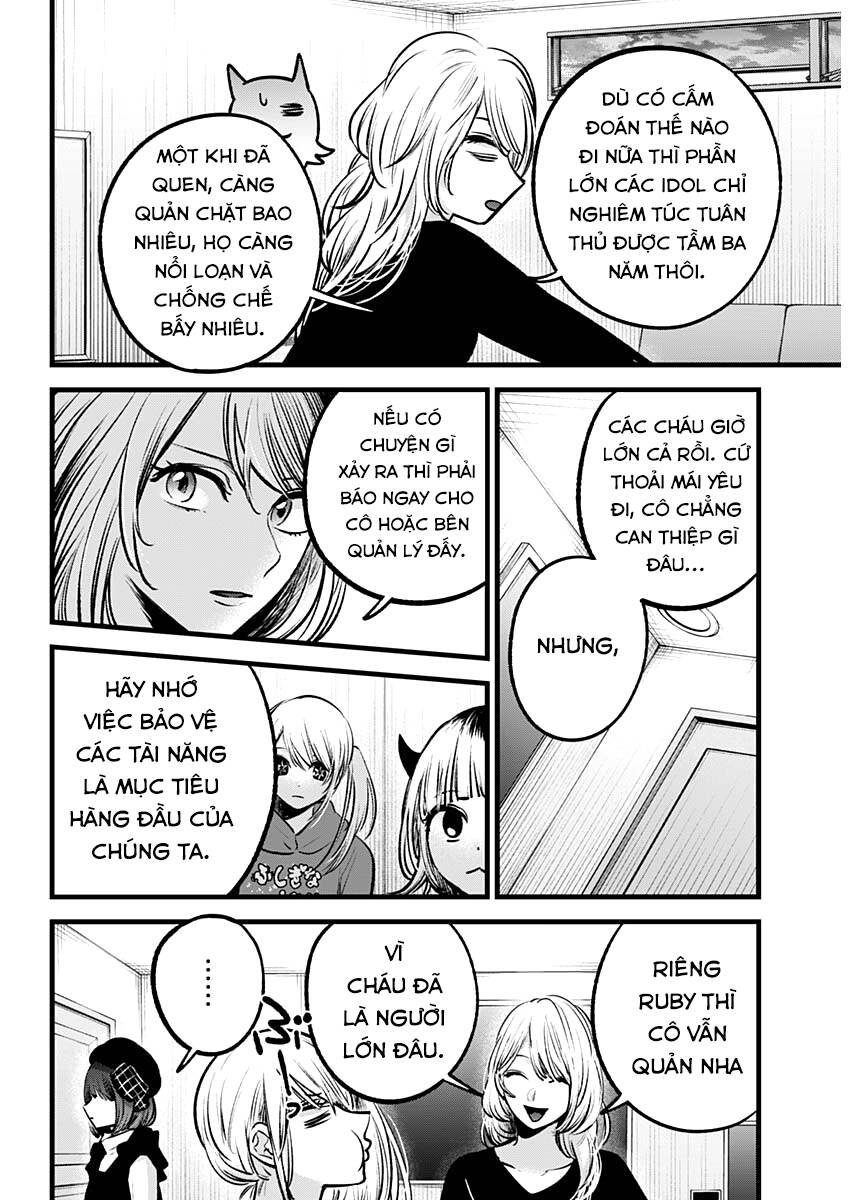 DÙ CÓ CẤM
ĐOÁN THẾ NÀO
ĐI NỮA THÌ PHẦN
LỚN CÁC IDOL CHỈ
NGHIÊM TÚC TUÂN
THỦ ĐƯỢC TẦM BA
NĂM THÔI.
MỘT KHI ĐÃ
QUEN, CÀNG
QUẢN CHẶT BAO
NHIÊU, HỌ CÀNG
NỔI LOẠN VÀ
CHỐNG CHẾ
BẤY NHIÊU.
CÁC CHÁU GIỜ
LỚN CẢ RỒI. CỨ
THOẢI MÁI YÊU
ĐI, CÔ CHẲNG
CAN THIỆP GÌ
ĐÂU...
NHƯNG,
NẾU CÓ
CHUYỆN GÌ
XẢY RA THÌ PHẢI
BÁO NGAY CHO
CÔ HOẶC BÊN
QUẢN LÝ ĐẤY.
HÃY NHỚ
VIỆC BẢO VỆ
CÁC TÀI NĂNG
LÀ MỤC TIÊU
HÀNG ĐẦU CỦA
CHÚNG TA.
ふしぎな
RIÊNG
RUBY THÌ
CÔ VẪN
QUẢN NHA
VÌ
CHÁU ĐÃ
LÀ NGƯỜI
LỚN ĐÂU.
......